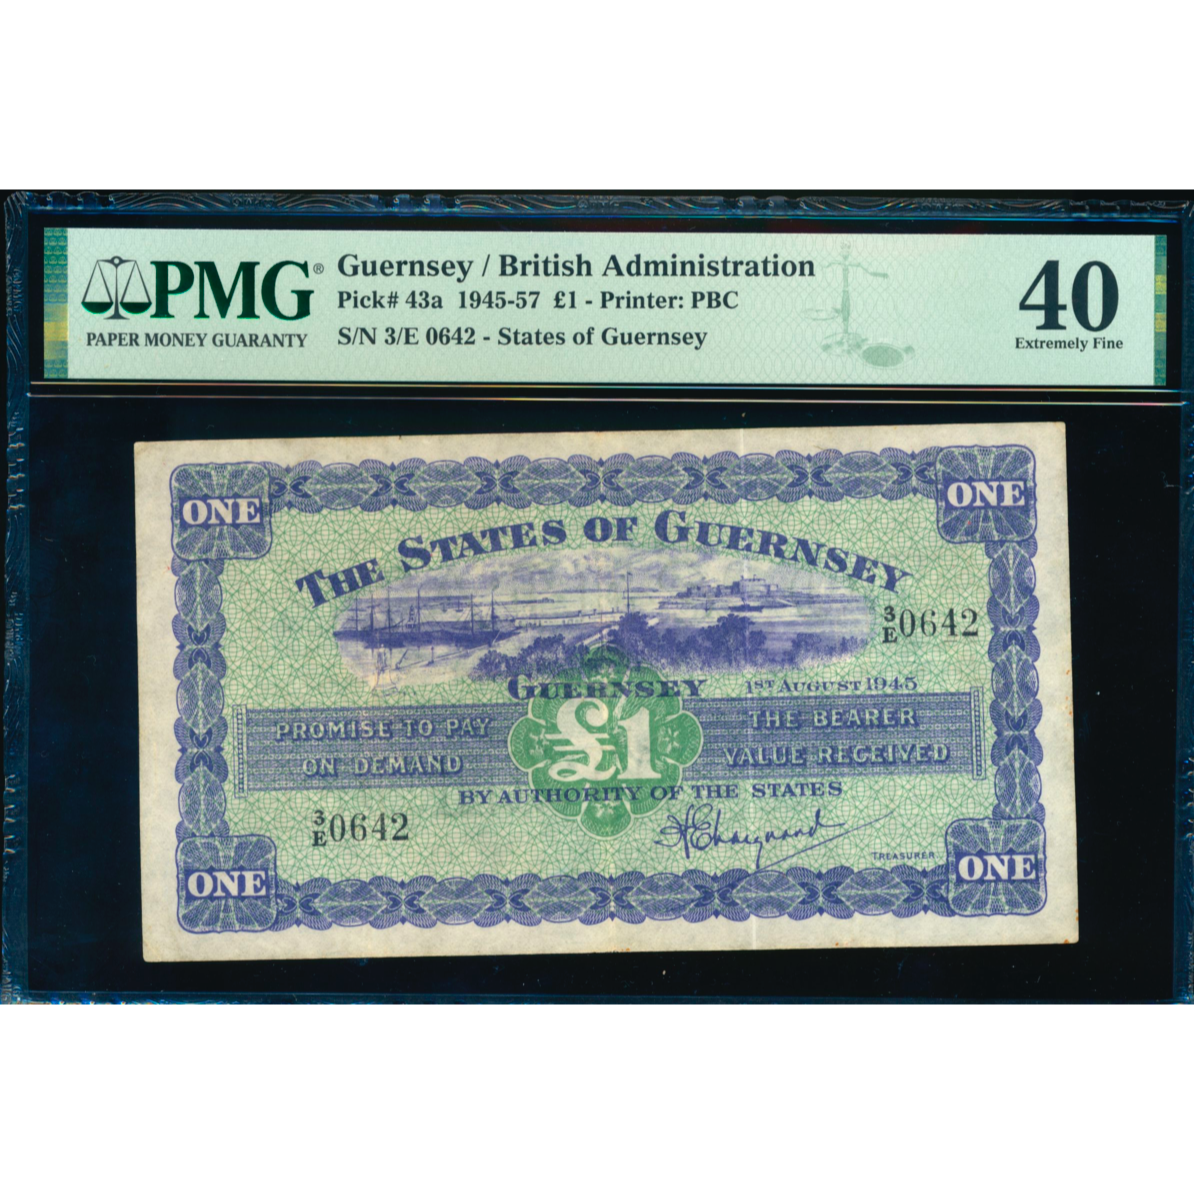 PMG®
PAPER MONEY GUARANTY
Guernsey / British Administration
Pick# 43a 1945-57 £1 - Printer: PBC
S/N 3/E 0642 - States of Guernsey
40
Extremely Fine
ONE
ONE
THE STATES OF GUERNSEY
3/E 0642
GUERNSEY 1ST AUGUST 1945
PROMISE TO PAY
ON DEMAND
£1
THE BEARER
VALUE RECEIVED
BY AUTHORITY OF THE STATES
3/E 0642
TREASURER.
ONE
ONE